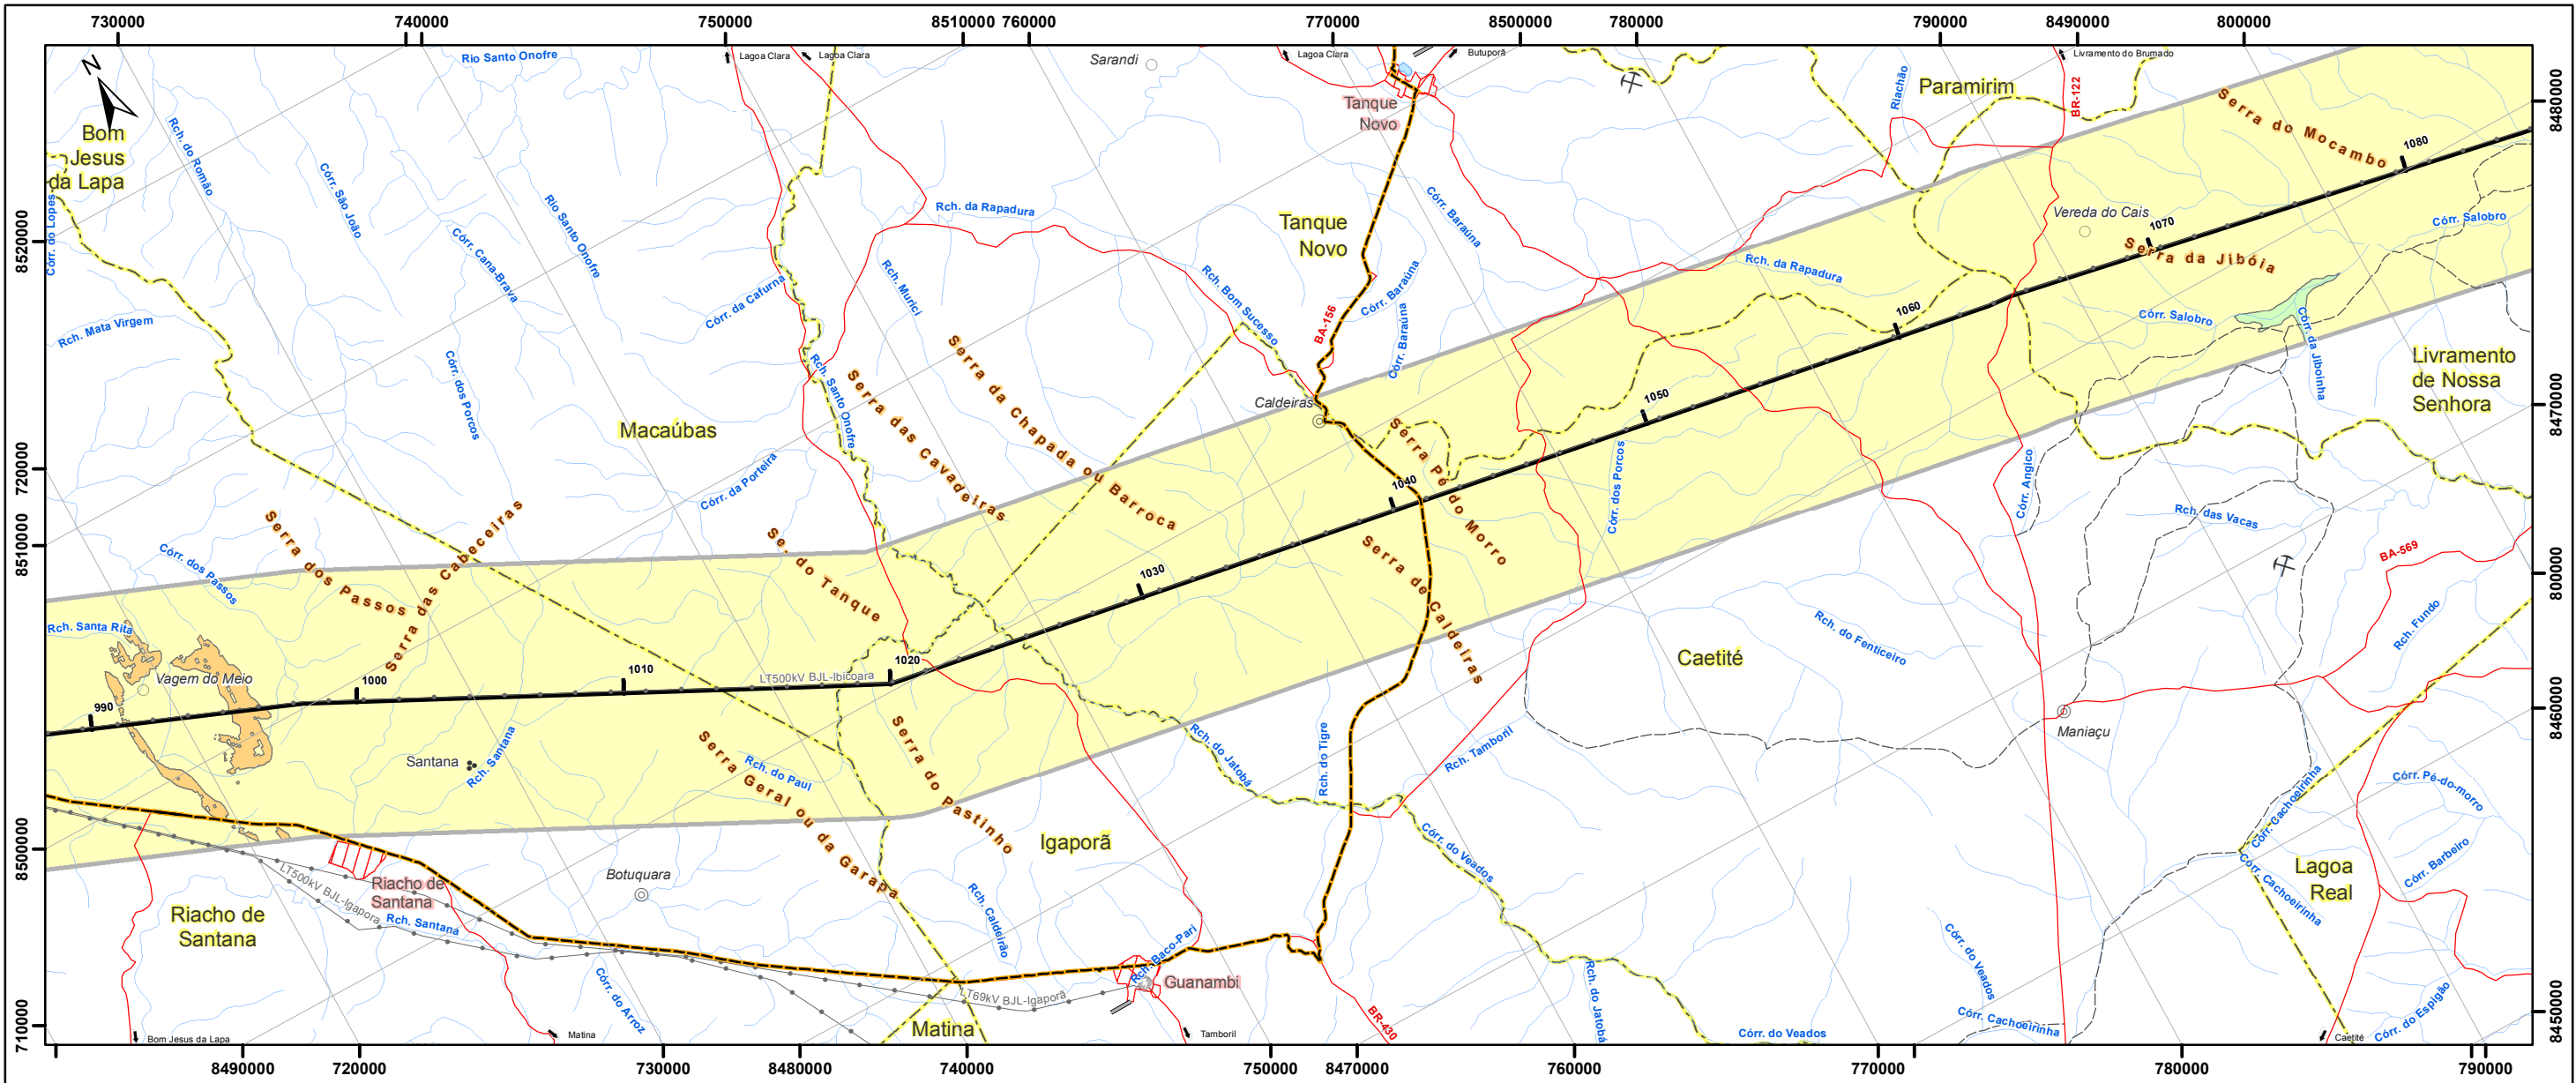 730000
740000
750000
8510000
760000
770000
8500000
780000
790000
8490000
800000
N
Rio Santo Onofre
Lagoa Clara
Lagoa Clara
Sarandi
Lagoa Clara
Butuporã
Livramento do Brumado
Riachão
Paramirim
BR-122
Serra do Mocambo
8480000
Bom
Jesus
da Lapa
Tanque
Novo
1080
Rch. do Romão
Córr. São João
Córr. do Lopes
Rio Santo Onofre
Córr. Cana-Brava
Rch. da Rapadura
Córr. Baraúna
Tanque
Novo
Vereda do Cais
1070
Córr. Salobro
8520000
Serra da Jibóia
Rch. da Rapadura
Córr. da Cafurna
Rch. Murici
Rch. Bom Sucesso
Córr. Baraúna
Córr. Baraúna
BA-156
1060
Córr. Salobro
Córr. da Jiboinha
Rch. Mata Virgem
Córr. dos Porcos
Rch. Santo Onofre
Serra das Cavadeiras
Serra da Chapada ou Barroca
Livramento
de Nossa
Senhora
Caldeiras
1050
8470000
Macaúbas
Serra Pé do Morro
Córr. da Porteira
1040
Córr. dos Porcos
Córr. Angico
7200000
Serra dos Passos
Serra das Cabeceiras
Rch. das Vacas
Se. do Tanque
Serra de Caldeiras
8510000
Córr. dos Passos
BA-569
1030
800000
Rch. Santa Rita
Rch. do Fenticeiro
Rch. Fundo
Caetité
Vagem do Meio
1020
1010
1000
990
LT500kV BJL-Ibicoara
8460000
Maniaçu
Serra do Pastinho
Serra Geral ou da Garapa
Rch. do Paul
Santana
Rch. Santana
Rch. do Jatobá
Rch. do Tigre
Rch. Tamboril
Córr. Pé-do-morro
Córr. Cachoeirinha
8500000
Igaporã
Córr. do Veados
Córr. Barbeiro
Lagoa
Real
Córr. Cachoeirinha
LT500kV BJL-Igapora
Riacho de
Santana
Botuquara
Riacho de
Santana
Rch. Santana
Rch. Caldeirão
Rch. Baco-Pari
Córr. do Veados
Guanambi
LT69kV BJL-Igaporã
Córr. do Arroz
Rch. do Jatobá
Córr. do Espigão
7100000
Matina
BR-430
Córr. Cachoeirinha
Córr. do Veados
8450000
Bom Jesus da Lapa
Matina
Tamboril
Caetité
8490000
720000
730000
8480000
740000
750000
8470000
760000
770000
780000
790000